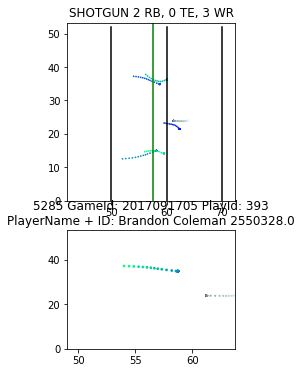 SHOTGUN 2 RB, 0 TE, 3 WR
50
40
30
20
10
0
50 60 70
5285 GameId: 2017091705 PlayId: 393
PlayerName + ID: Brandon Coleman 2550328.0
40
20
0
50 55 60